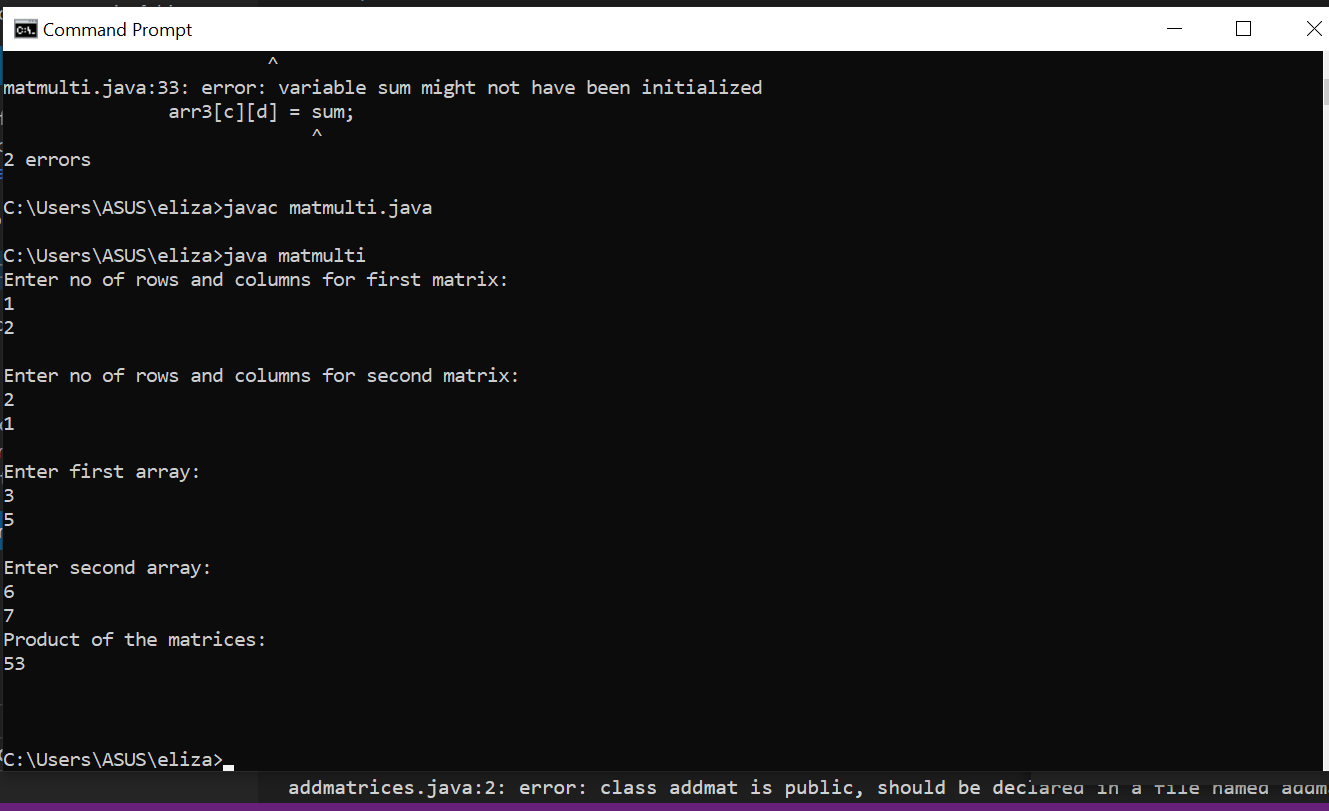 Command Prompt
^
matmulti.java:33: error: variable sum might not have been initialized
arr3[c][d] = sum;
^
2 errors
C:\Users\ASUS\eliza>javac matmulti.java
C:\Users\ASUS\eliza>java matmulti
Enter no of rows and columns for first matrix:
1
2
Enter no of rows and columns for second matrix:
2
1
Enter first array:
3
5
Enter second array:
6
7
Product of the matrices:
53
C:\Users\ASUS\eliza>
addmatrices.java:2: error: class addmat is public, should be declared in a file named addm